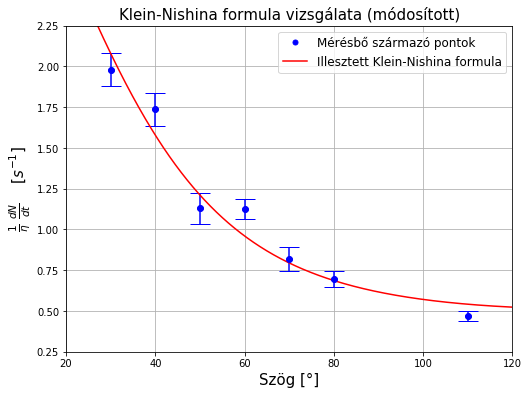 Klein-Nishina formula vizsgálata (módosított)
Mérésbő származó pontok
Illesztett Klein-Nishina formula
2.25
2.00
1.75
1.50
1.25
1.00
0.75
0.50
0.25
1/η dN/dt [s⁻¹]
20 40 60 80 100 120
Szög [°]